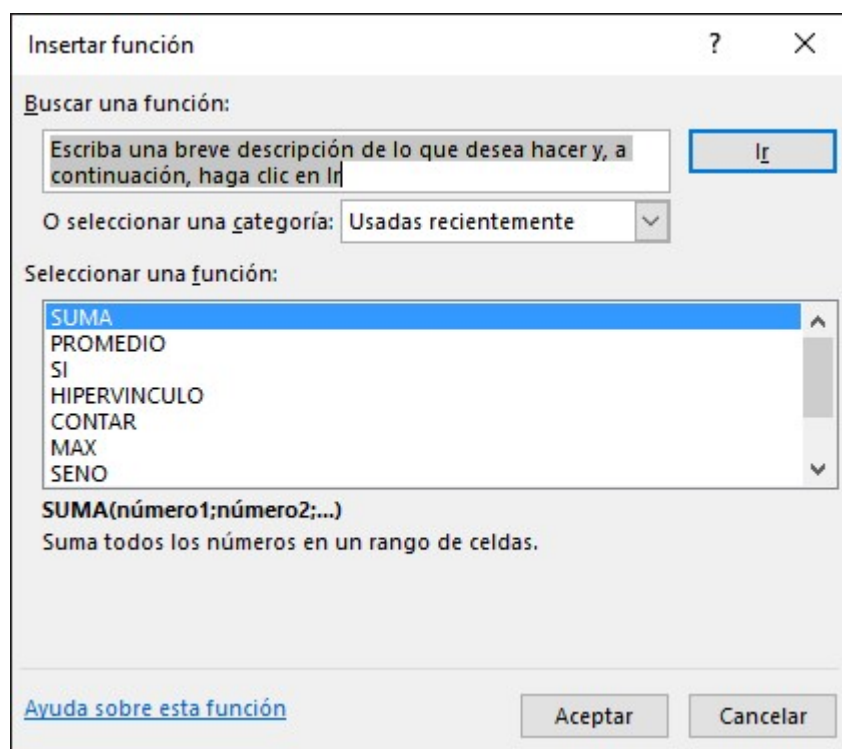 Insertar función
?
Buscar una función:
Escriba una breve descripción de lo que desea hacer y, a
continuación, haga clic en Ir
Ir
O seleccionar una categoría: Usadas recientemente
Seleccionar una función:
SUMA
PROMEDIO
SI
HIPERVINCULO
CONTAR
MAX
SENO
SUMA(número1;número2;...)
Suma todos los números en un rango de celdas.
Ayuda sobre esta función
Aceptar
Cancelar